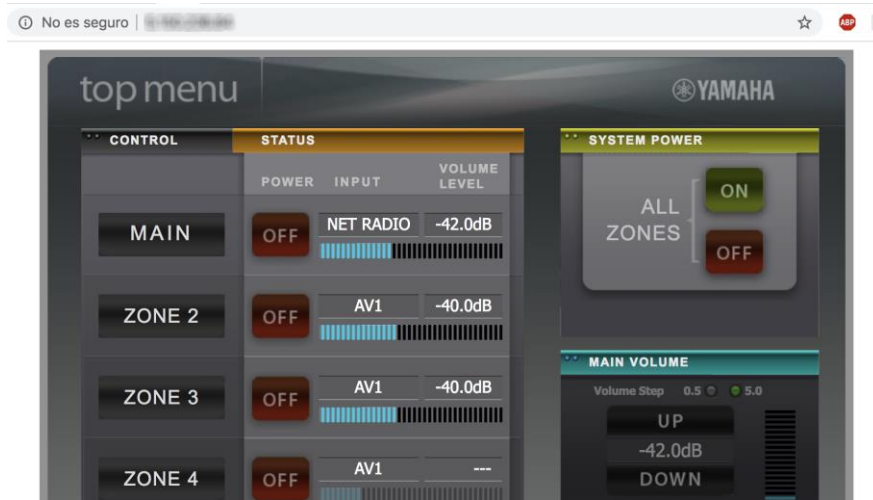 No es seguro
ABP
top menu
YAMAHA
CONTROL
STATUS
POWER INPUT VOLUME LEVEL
MAIN OFF NET RADIO -42.0dB
ZONE 2 OFF AV1 -40.0dB
ZONE 3 OFF AV1 -40.0dB
ZONE 4 OFF AV1 ---
SYSTEM POWER
ALL ZONES
ON
OFF
MAIN VOLUME
Volume Step 0.5 5.0
UP
-42.0dB
DOWN